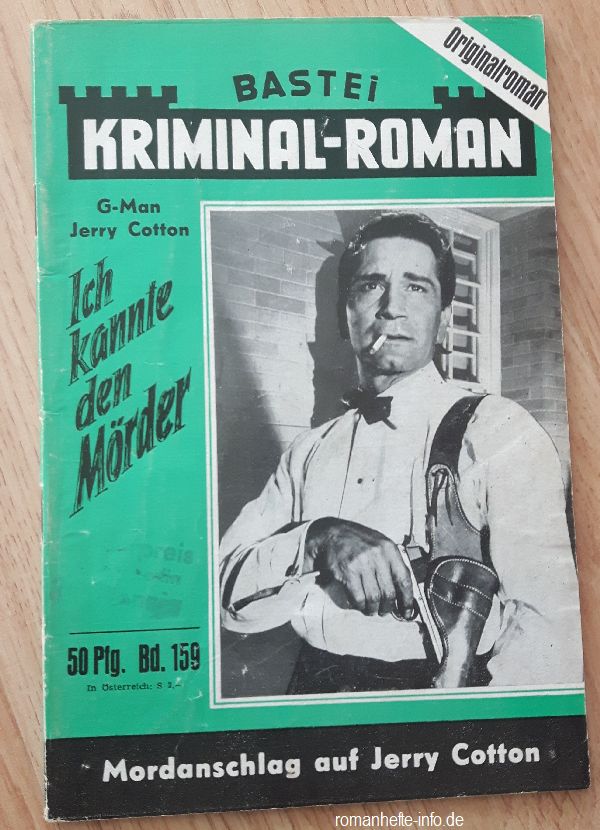 Originalroman
BASTEi
KRIMINAL-ROMAN
G-Man
Jerry Cotton
Ich
kannte
den
Mörder
50 Pfg. Bd. 159
In Österreich: S 3,-
Mordanschlag auf Jerry Cotton
romanhefte-info.de